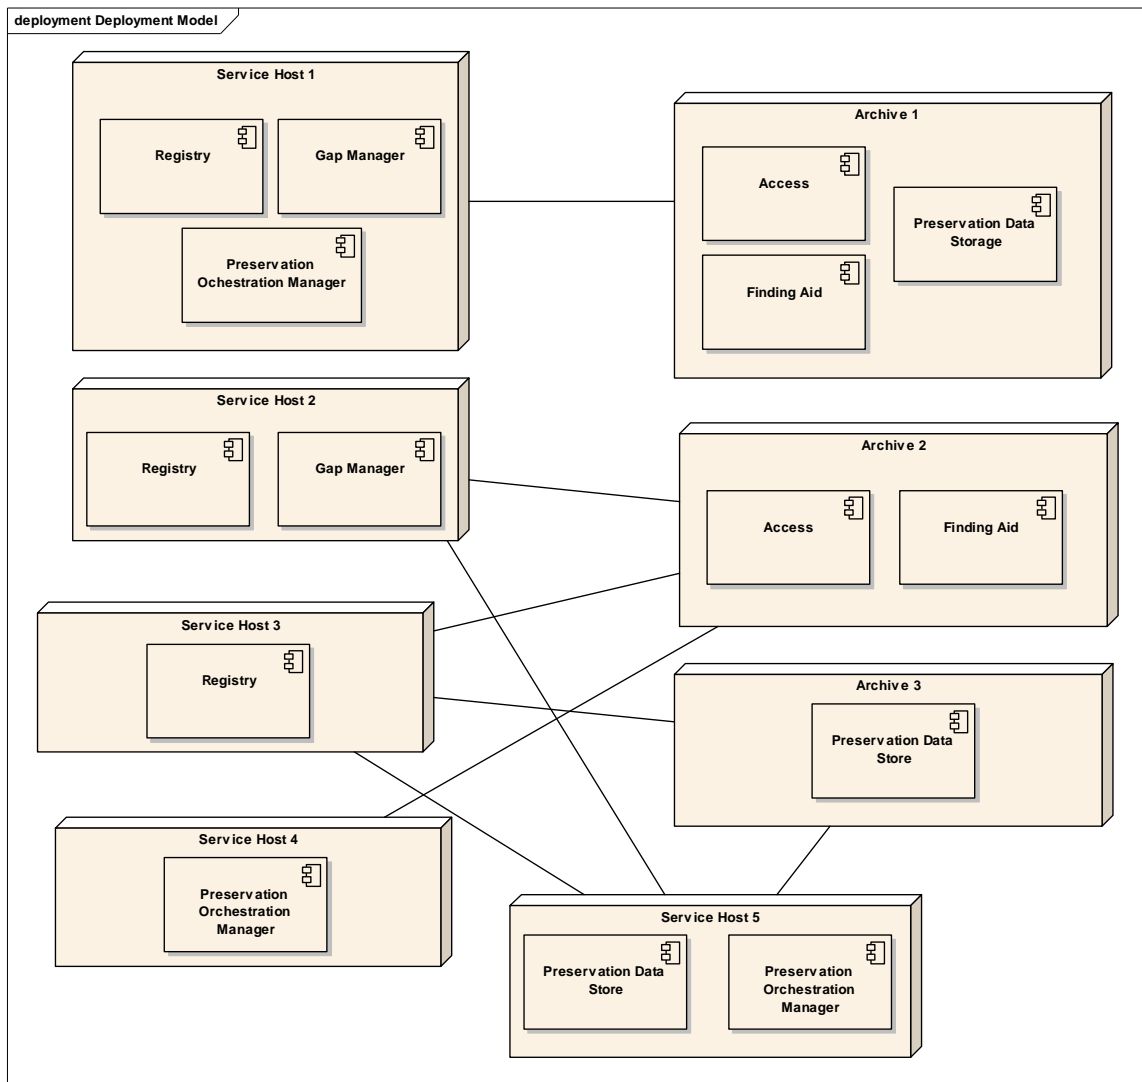 deployment Deployment Model
Service Host 1
Registry
Gap Manager
Preservation
Ochestration Manager
Archive 1
Access
Preservation Data
Storage
Finding Aid
Service Host 2
Registry
Gap Manager
Archive 2
Access
Finding Aid
Service Host 3
Registry
Archive 3
Preservation Data
Store
Service Host 4
Preservation
Orchestration
Manager
Service Host 5
Preservation Data
Store
Preservation
Orchestration
Manager